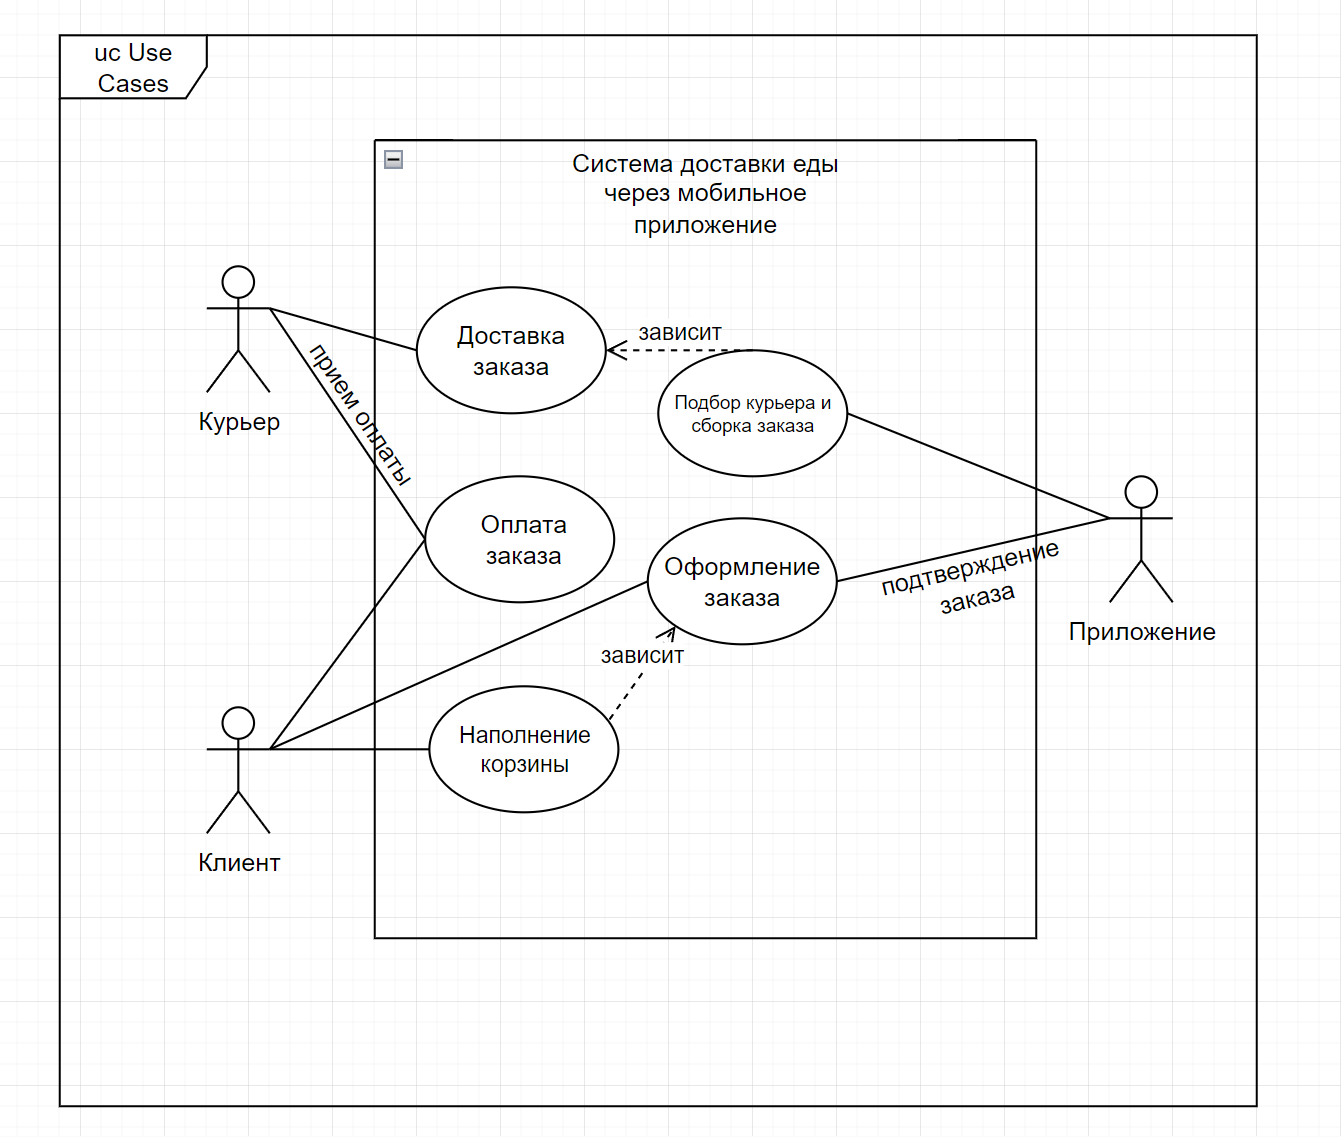 uc Use
Cases
Система доставки еды
через мобильное
приложение
Доставка
заказа
зависит
Подбор курьера и
сборка заказа
Курьер
прием оплаты
Оплата
заказа
Оформление
заказа
подтверждение
заказа
Приложение
зависит
Наполнение
корзины
Клиент